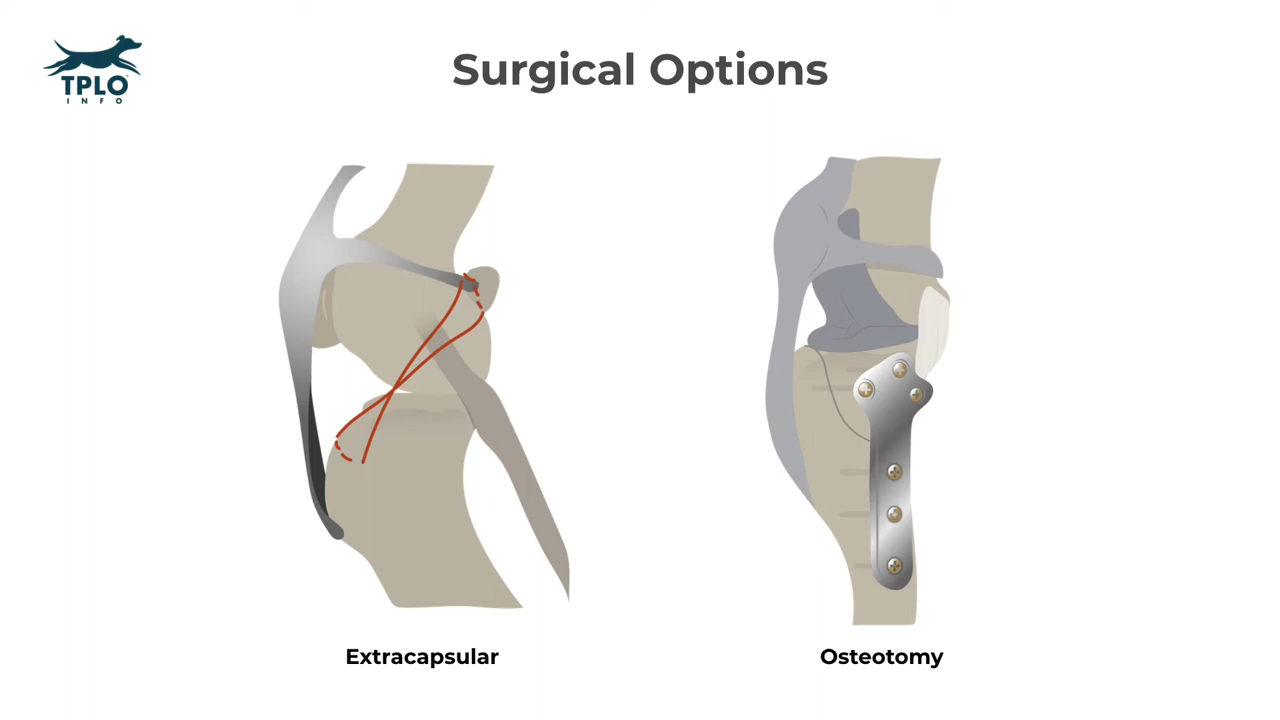 TPLO
INFO
Surgical Options
Extracapsular
Osteotomy